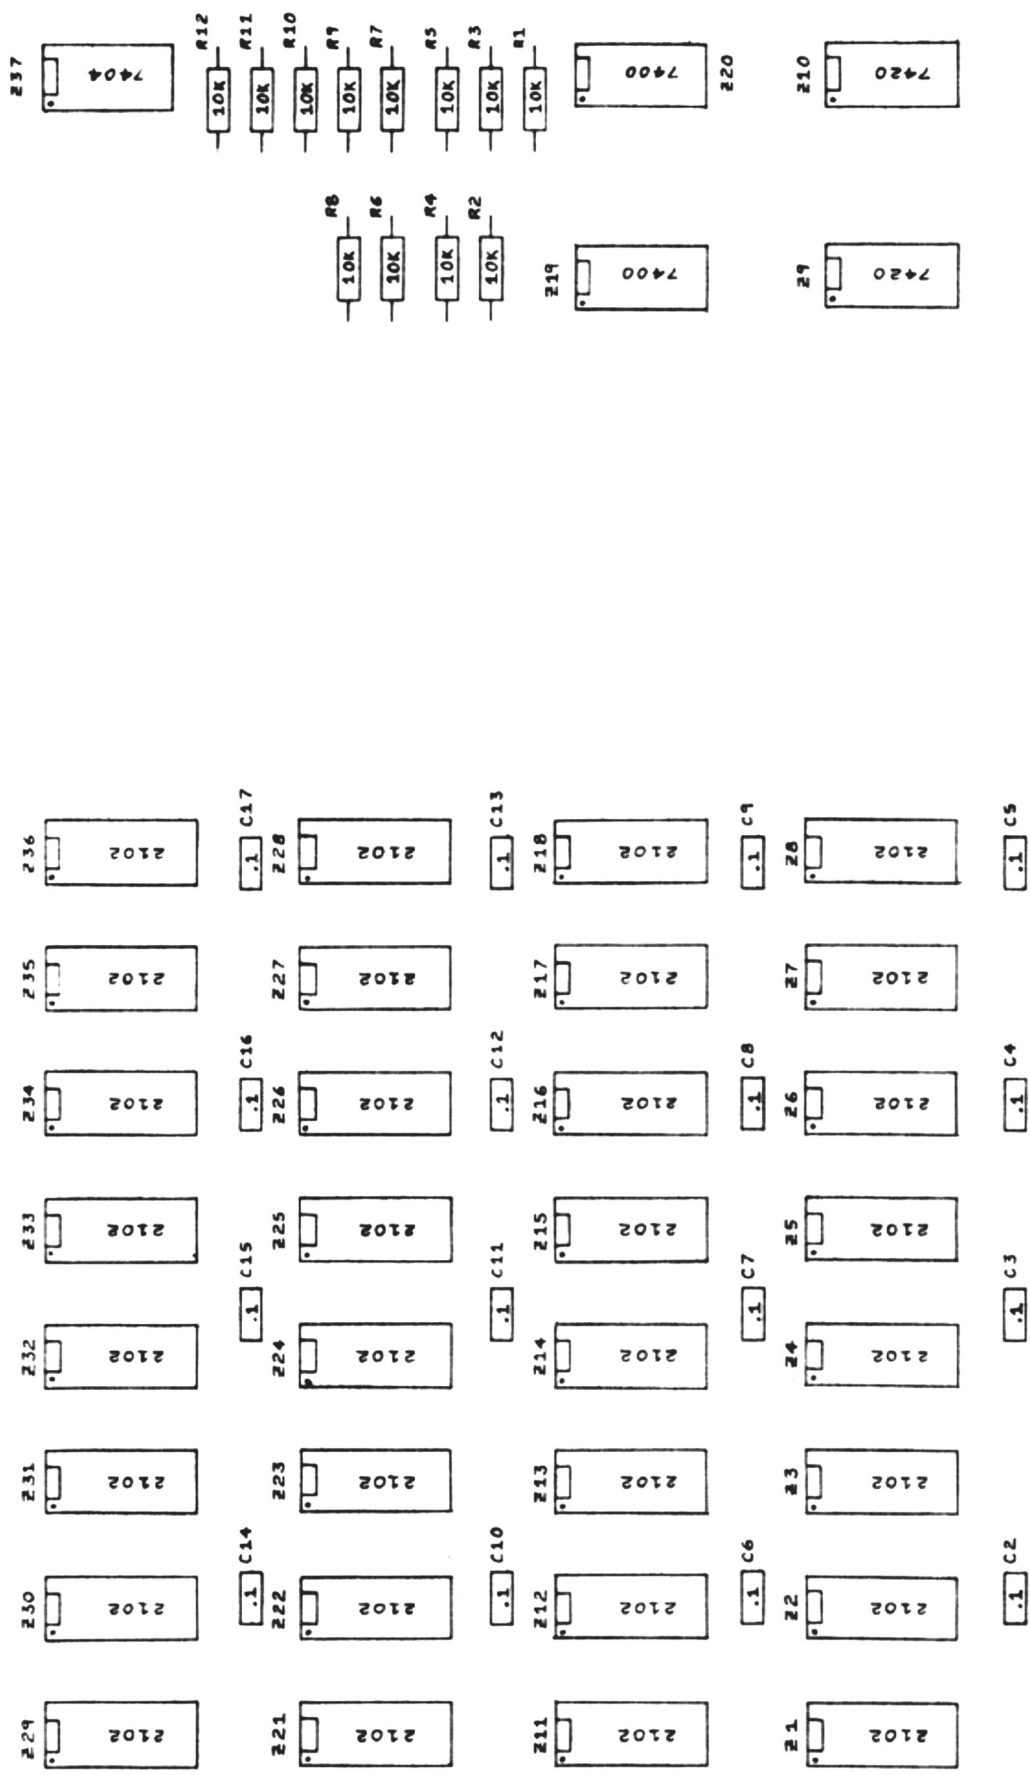 Z29 Z30 Z31 Z32 Z33 Z34 Z35 Z36 Z37
2102 2102 2102 2102 2102 2102 2102 2102 7404
R12
10K
.1 C14 .1 C15 .1 C16 .1 C17
R11
10K
Z21 Z22 Z23 Z24 Z25 Z26 Z27 Z28
R10
10K
R8 R9
10K 10K
2102 2102 2102 2102 2102 2102 2102 2102
R6 R7
10K 10K
R4 R5
10K 10K
R2 R3
10K 10K
.1 C10 .1 C11 .1 C12 .1 C13
R1
10K
Z11 Z12 Z13 Z14 Z15 Z16 Z17 Z18 Z19
2102 2102 2102 2102 2102 2102 2102 2102 7400 7400
Z20
.1 C6 .1 C7 .1 C8 .1 C9
Z1 Z2 Z3 Z4 Z5 Z6 Z7 Z8 Z9 Z10
2102 2102 2102 2102 2102 2102 2102 2102 7420 7420
.1 C2 .1 C3 .1 C4 .1 C5